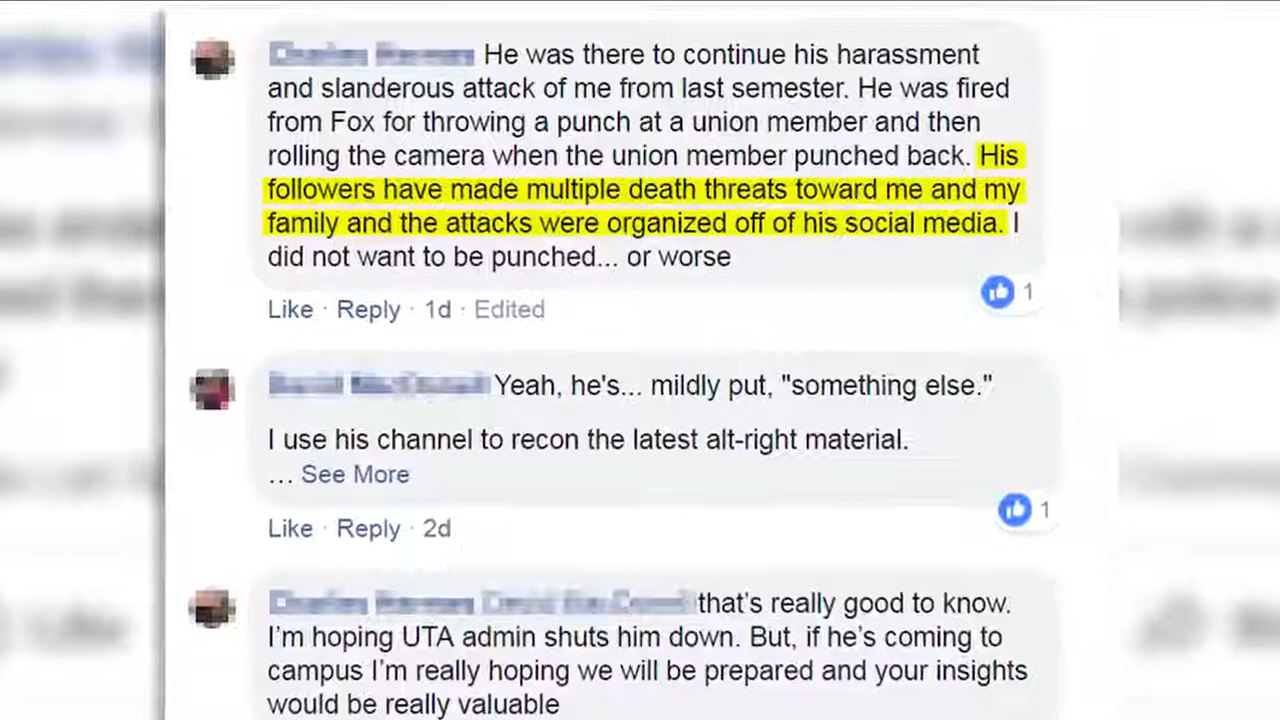 He was there to continue his harassment
and slanderous attack of me from last semester. He was fired
from Fox for throwing a punch at a union member and then
rolling the camera when the union member punched back. His
followers have made multiple death threats toward me and my
family and the attacks were organized off of his social media. I
did not want to be punched... or worse
1
Like · Reply · 1d · Edited
Yeah, he's... mildly put, "something else."
I use his channel to recon the latest alt-right material.
... See More
1
Like · Reply · 2d
that's really good to know.
I'm hoping UTA admin shuts him down. But, if he's coming to
campus I'm really hoping we will be prepared and your insights
would be really valuable